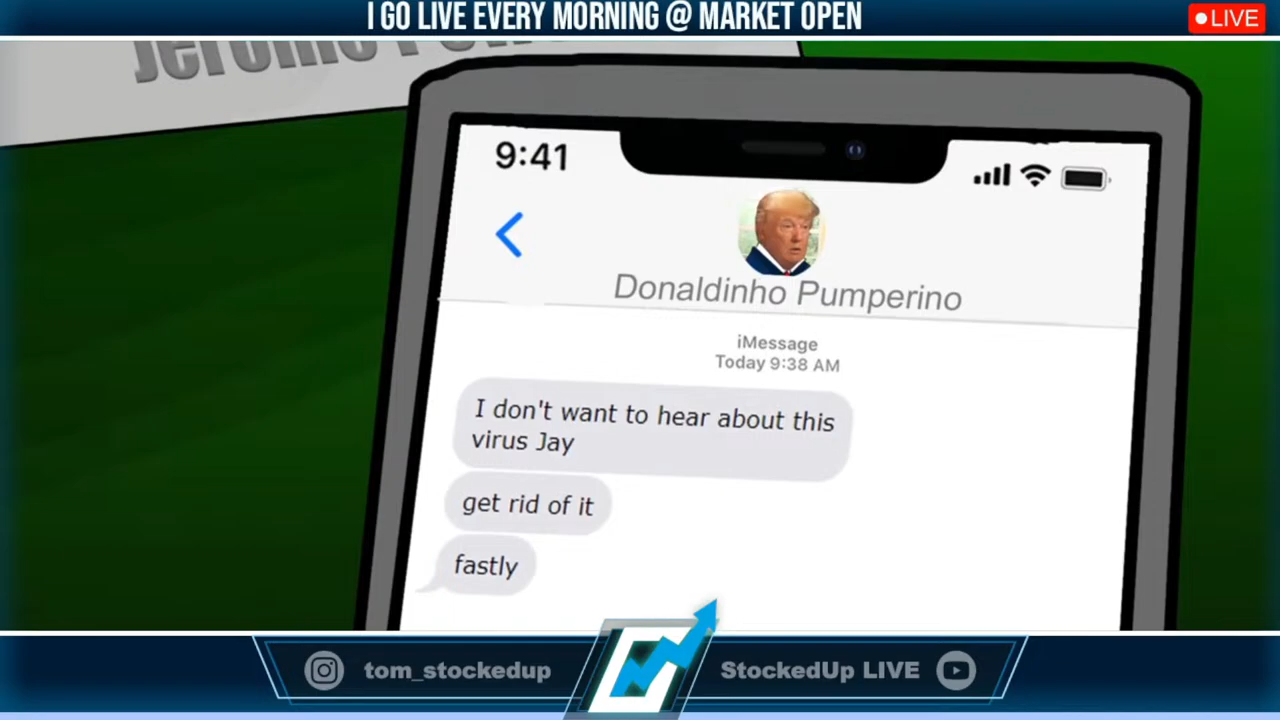 I GO LIVE EVERY MORNING @ MARKET OPEN
LIVE
Jerome
9:41
Donaldinho Pumperino
iMessage
Today 9:38 AM
I don't want to hear about this
virus Jay
get rid of it
fastly
tom_stockedup
StockedUp LIVE